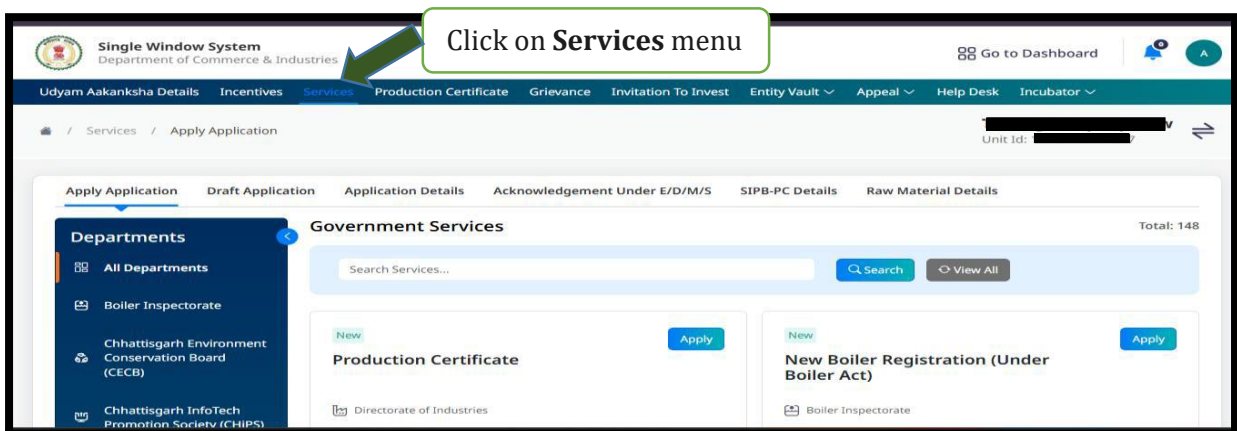 Click on Services menu
Single Window System
Department of Commerce & Industries
Go to Dashboard
A
Udyam Aakanksha Details Incentives Services Production Certificate Grievance Invitation To Invest Entity Vault Appeal Help Desk Incubator
/ Services / Apply Application
Unit Id:
Apply Application Draft Application Application Details Acknowledgement Under E/D/M/S SIPB-PC Details Raw Material Details
Departments
All Departments
Boiler Inspectorate
Chhattisgarh Environment
Conservation Board
(CECB)
Chhattisgarh InfoTech
Promotion Society (CHiPS)
Government Services
Total: 148
Search Services...
Search
View All
New
Apply
Production Certificate
Directorate of Industries
New
Apply
New Boiler Registration (Under
Boiler Act)
Boiler Inspectorate